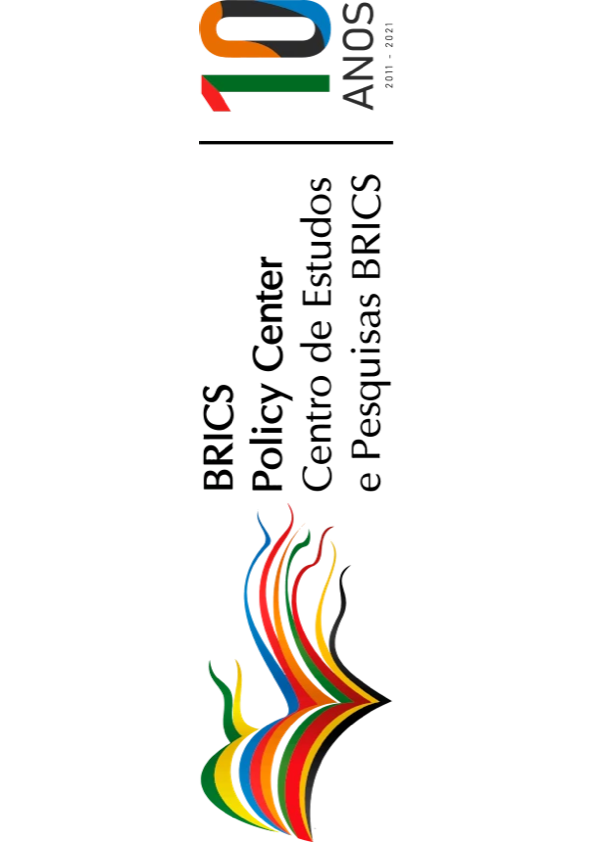 BRICS
Policy Center
Centro de Estudos
e Pesquisas BRICS
10
ANOS
2011 - 2021